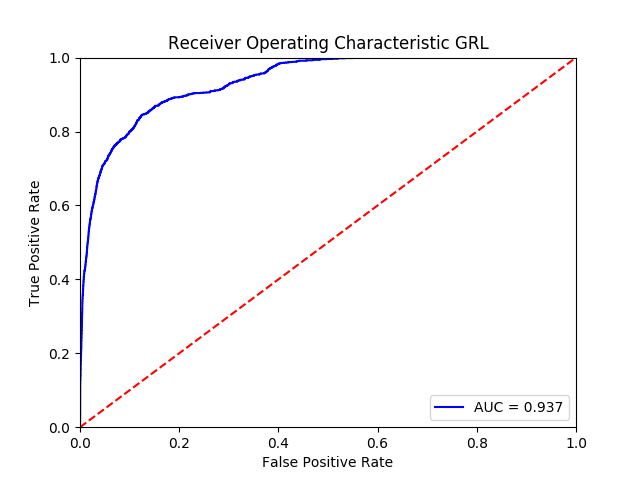 Receiver Operating Characteristic GRL
1.0
0.8
0.6
0.4
0.2
0.0
True Positive Rate
AUC = 0.937
0.0 0.2 0.4 0.6 0.8 1.0
False Positive Rate